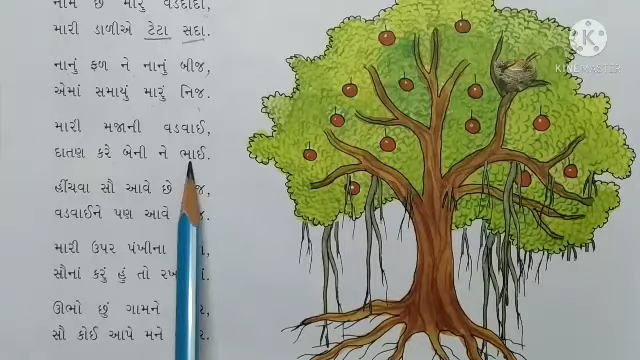 નામ છે મારું વડદાદા,
મારી ડાળીએ ટેટા સદા.
નાનું ફળ ને નાનું બીજ,
એમાં સમાયું મારું નિજ.
મારી મજાની વડવાઈ,
દાતણ કરે બેની ને ભાઈ.
હીંચવા સૌ આવે છે
વડવાઈને પણ આવે
મારી ઉપર પંખીના
સૌનાં કરું હું તો
ઊભો છું ગામને
સૌ કોઈ આપે મને
KINEMASTER